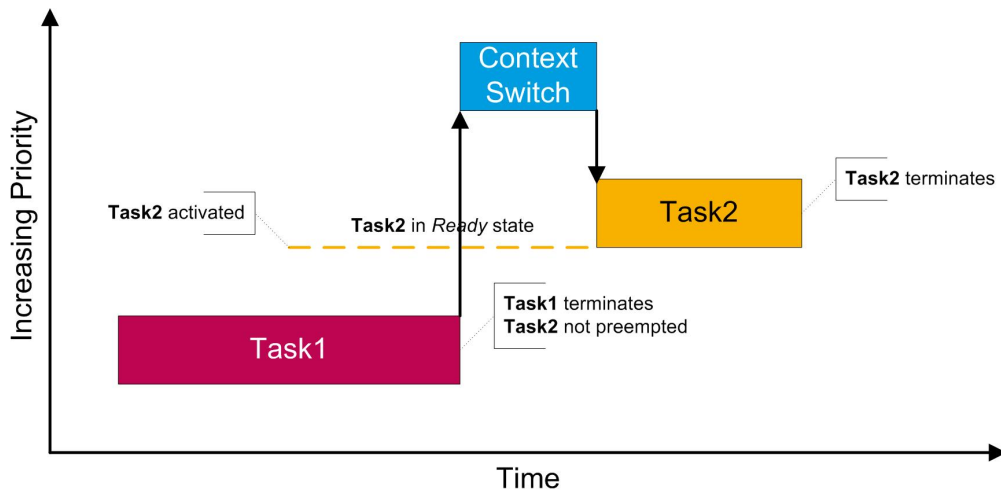 Context
Switch
Increasing Priority
Task2 activated
Task2 terminates
Task2
Task2 in Ready state
Task1 terminates
Task2 not preempted
Task1
Time